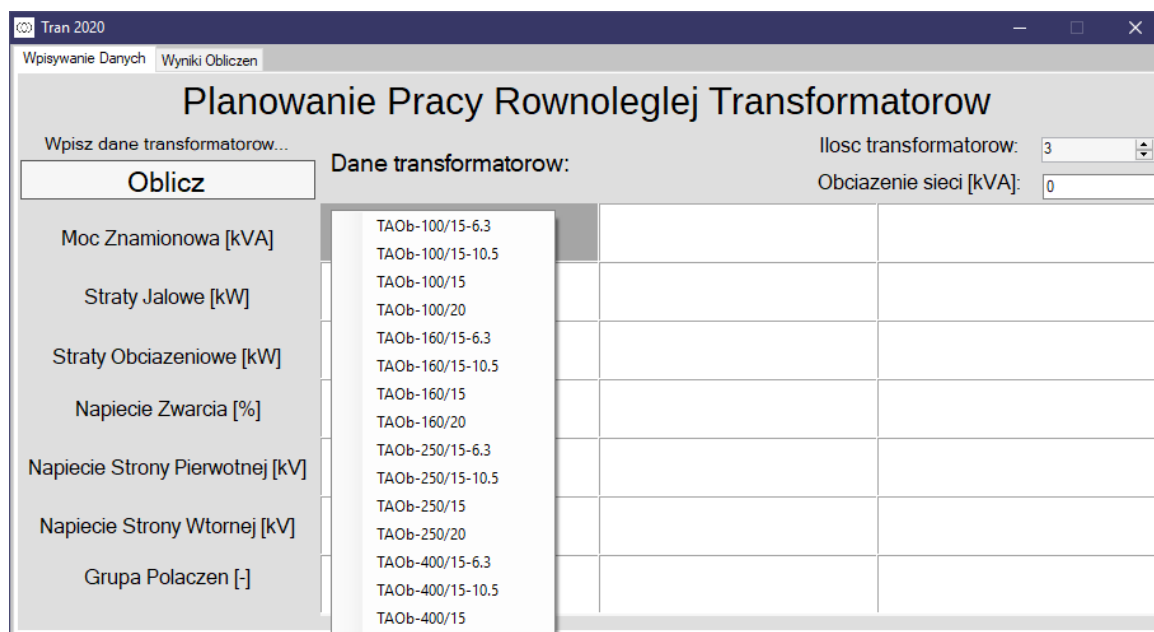 Tran 2020
Wpisywanie Danych Wyniki Obliczen
Planowanie Pracy Rownoleglej Transformatorow
Wpisz dane transformatorow...
Oblicz
Dane transformatorow:
Ilosc transformatorow: 3
Obciazenie sieci [kVA]: 0
Moc Znamionowa [kVA]
Straty Jalowe [kW]
Straty Obciazeniowe [kW]
Napiecie Zwarcia [%]
Napiecie Strony Pierwotnej [kV]
Napiecie Strony Wtornej [kV]
Grupa Polaczen [-]
TAOb-100/15-6.3
TAOb-100/15-10.5
TAOb-100/15
TAOb-100/20
TAOb-160/15-6.3
TAOb-160/15-10.5
TAOb-160/15
TAOb-160/20
TAOb-250/15-6.3
TAOb-250/15-10.5
TAOb-250/15
TAOb-250/20
TAOb-400/15-6.3
TAOb-400/15-10.5
TAOb-400/15